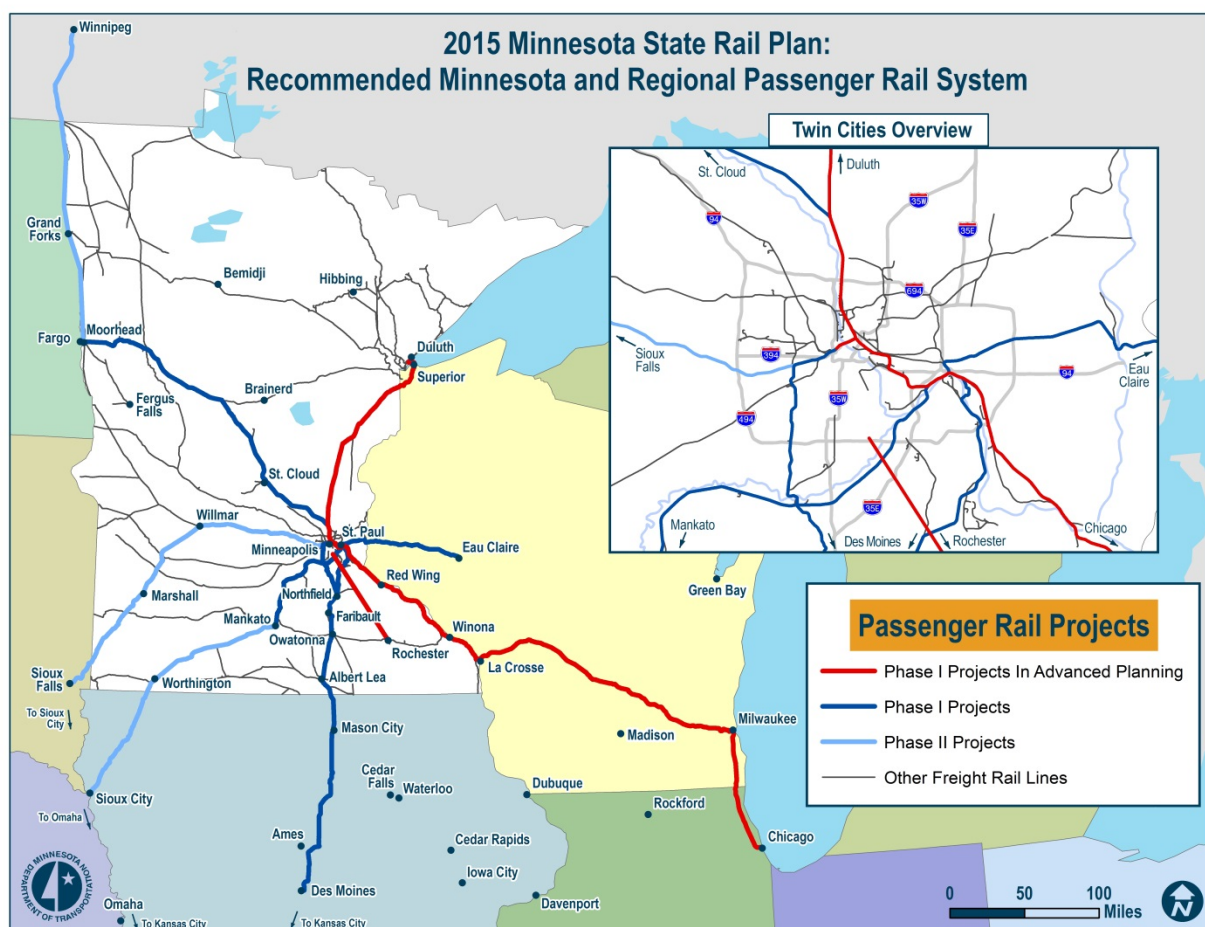 2015 Minnesota State Rail Plan:
Recommended Minnesota and Regional Passenger Rail System
Twin Cities Overview
St. Cloud
Duluth
35W
94
35E
694
Sioux
Falls
394
94
Eau
Claire
35W
494
35E
Mankato
Des Moines
Rochester
Chicago
Winnipeg
Grand
Forks
Bemidji
Hibbing
Fargo
Moorhead
Duluth
Superior
Brainerd
Fergus
Falls
St. Cloud
Willmar
St. Paul
Minneapolis
Eau Claire
Red Wing
Green Bay
Marshall
Northfield
Mankato
Faribault
Owatonna
Winona
Rochester
La Crosse
Sioux
Falls
Worthington
Albert Lea
To Sioux
City
Mason City
Madison
Milwaukee
Sioux City
Cedar
Falls
Waterloo
Dubuque
Rockford
To Omaha
Ames
Cedar Rapids
Chicago
Des Moines
Iowa City
Davenport
Omaha
To Kansas City
To Kansas City
Passenger Rail Projects
Phase I Projects In Advanced Planning
Phase I Projects
Phase II Projects
Other Freight Rail Lines
MINNESOTA DEPARTMENT OF TRANSPORTATION
0 50 100
Miles
N